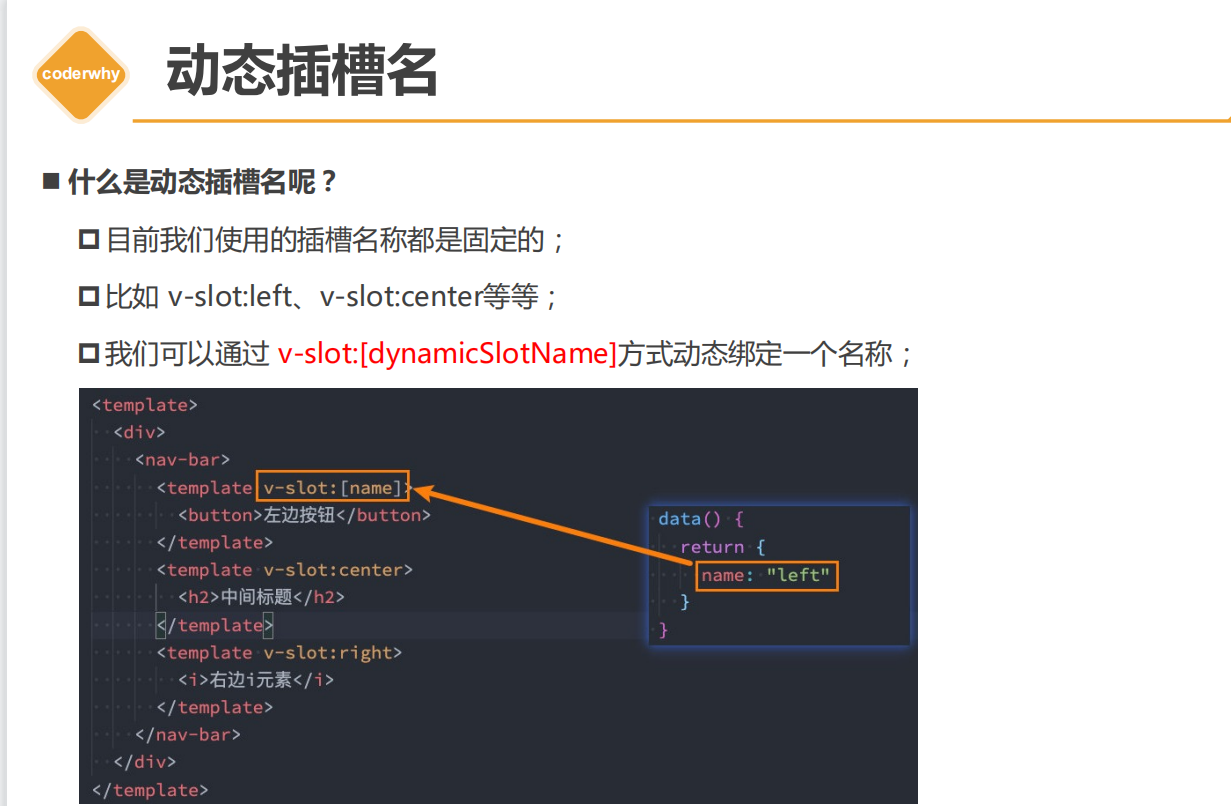 coderwhy
动态插槽名
什么是动态插槽名呢？
目前我们使用的插槽名称都是固定的；
比如 v-slot:left、v-slot:center等等；
我们可以通过 v-slot:[dynamicSlotName]方式动态绑定一个名称；
<template>
<div>
<nav-bar>
<template v-slot:[name]>
<button>左边按钮</button>
</template>
<template v-slot:center>
<h2>中间标题</h2>
</template>
<template v-slot:right>
<i>右边i元素</i>
</template>
</nav-bar>
</div>
</template>
data() {
return {
name: "left"
}
}